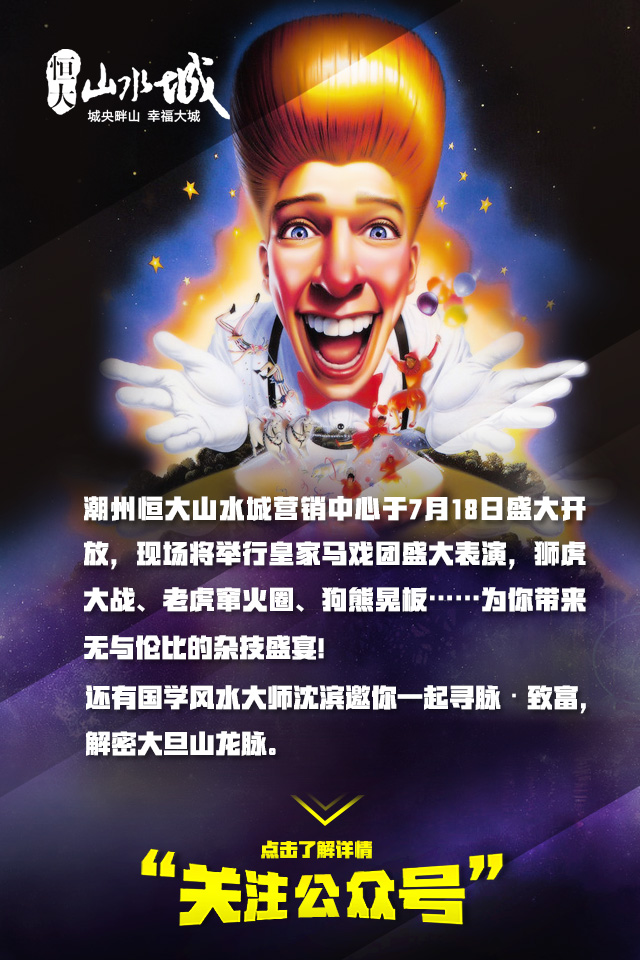 恒大
山水城
城央畔山 幸福大城
潮州恒大山水城营销中心于7月18日盛大开
放，现场将举行皇家马戏团盛大表演，狮虎
大战、老虎窜火圈、狗熊晃板……为你带来
无与伦比的杂技盛宴!
还有国学风水大师沈滨邀你一起寻脉·致富,
解密大旦山龙脉。
点击了解详情
“关注公众号”